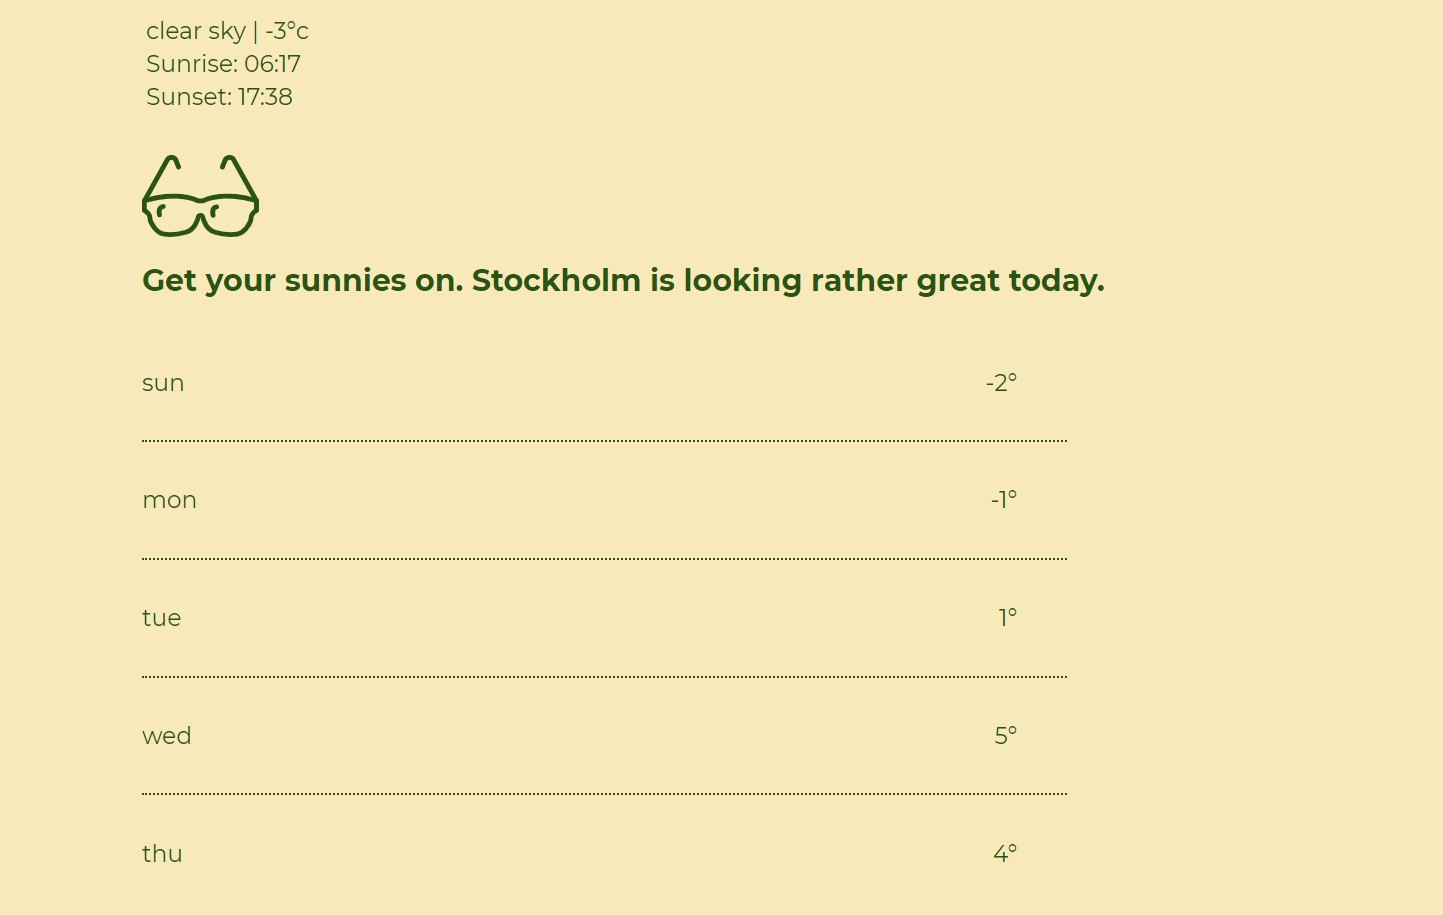 clear sky | -3°c
Sunrise: 06:17
Sunset: 17:38
Get your sunnies on. Stockholm is looking rather great today.
sun -2°
mon -1°
tue 1°
wed 5°
thu 4°